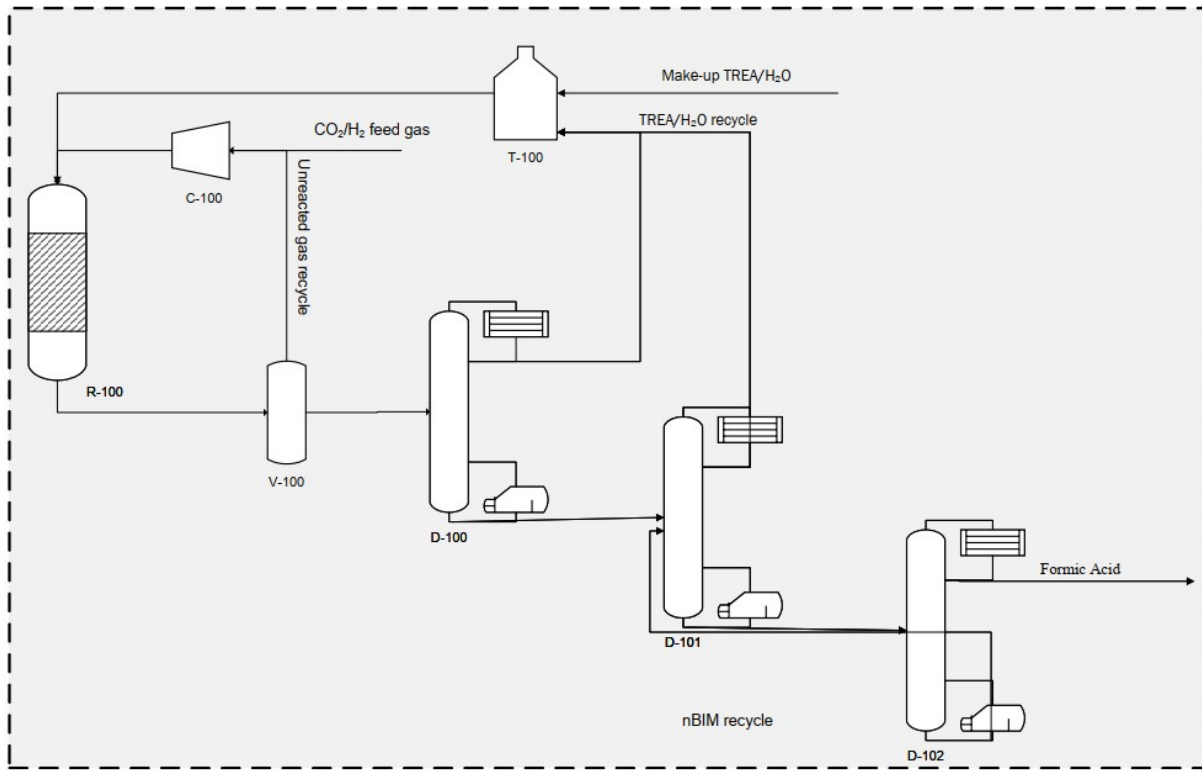 Make-up TREA/H₂O
TREA/H₂O recycle
CO₂/H₂ feed gas
T-100
C-100
Unreacted gas recycle
R-100
V-100
D-100
Formic Acid
D-101
nBIM recycle
D-102